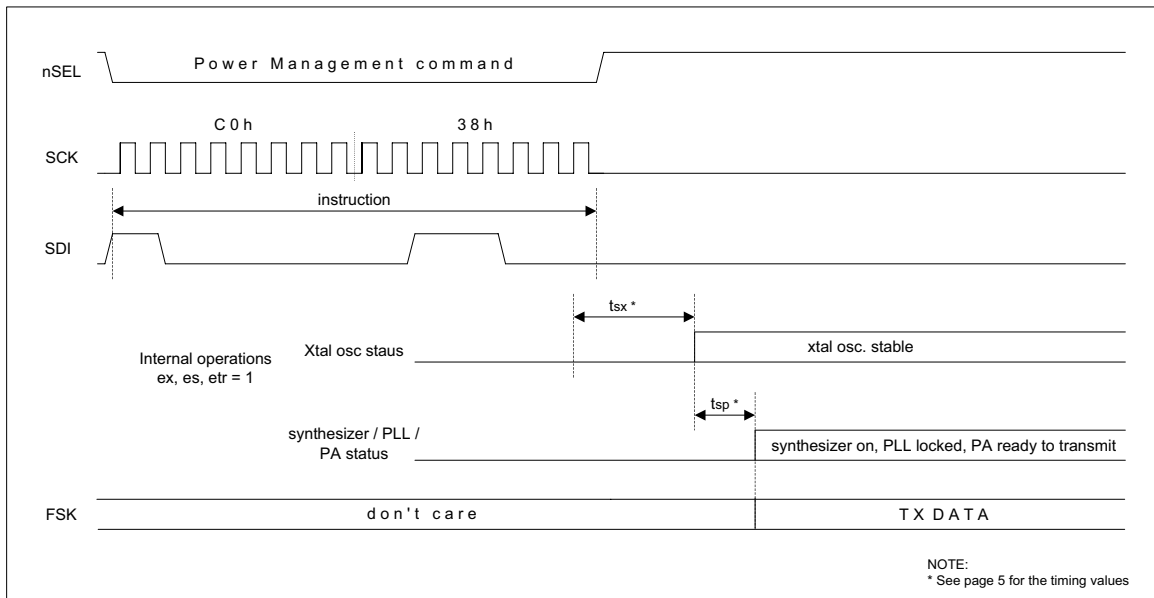 nSEL
Power Management command
C0h
38h
SCK
instruction
SDI
tsx *
Xtal osc staus
xtal osc. stable
Internal operations
ex, es, etr = 1
tsp *
synthesizer / PLL /
PA status
synthesizer on, PLL locked, PA ready to transmit
FSK
don't care
TX DATA
NOTE:
* See page 5 for the timing values